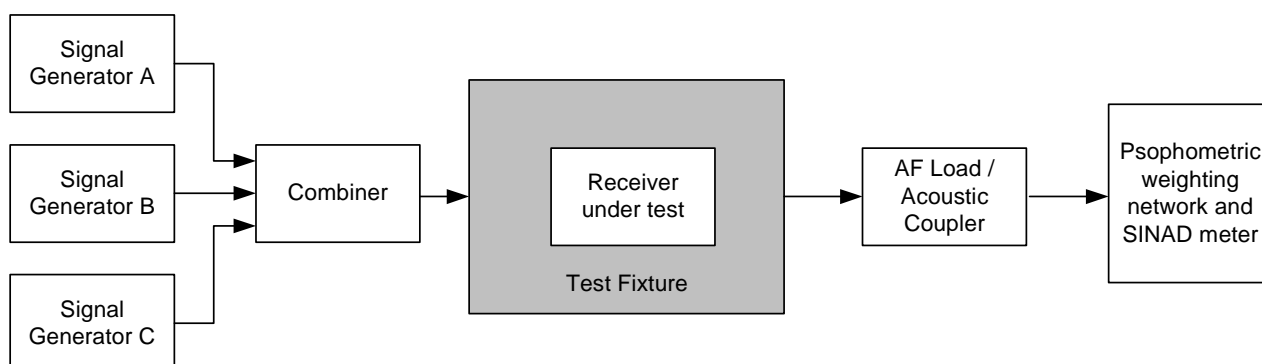 Signal
Generator A
Signal
Generator B
Signal
Generator C
Combiner
Receiver
under test
Test Fixture
AF Load /
Acoustic
Coupler
Psophometric
weighting
network and
SINAD meter